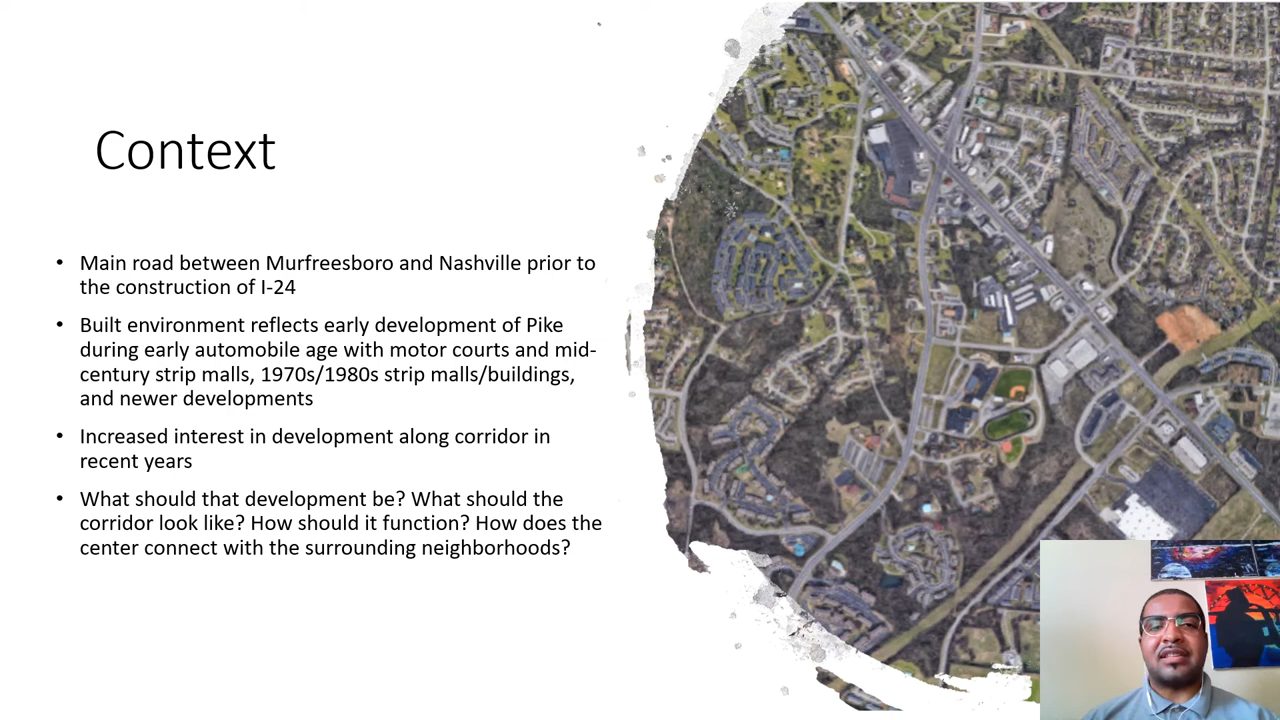 Context
• Main road between Murfreesboro and Nashville prior to
the construction of I-24
• Built environment reflects early development of Pike
during early automobile age with motor courts and mid-
century strip malls, 1970s/1980s strip malls/buildings,
and newer developments
• Increased interest in development along corridor in
recent years
• What should that development be? What should the
corridor look like? How should it function? How does the
center connect with the surrounding neighborhoods?